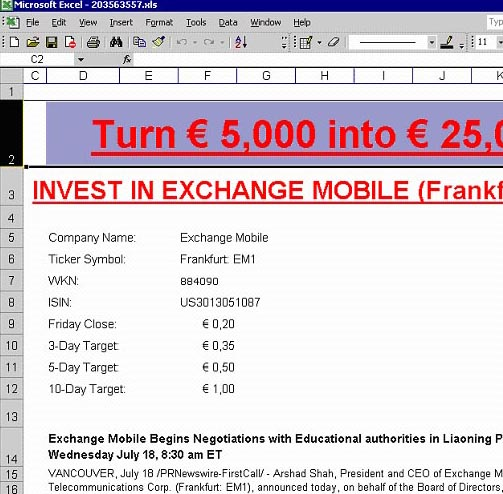 Microsoft Excel - 203563557.xls
File Edit View Insert Format Tools Data Window Help
11
C2 fx
C D E F G H I J
1
2 Turn € 5,000 into € 25,0
3 INVEST IN EXCHANGE MOBILE (Frankf
4
5 Company Name: Exchange Mobile
6 Ticker Symbol: Frankfurt: EM1
7 WKN: 884090
8 ISIN: US3013051087
9 Friday Close: € 0,20
10 3-Day Target: € 0,35
11 5-Day Target: € 0,50
12 10-Day Target: € 1,00
13
14 Exchange Mobile Begins Negotiations with Educational authorities in Liaoning P
Wednesday July 18, 8:30 am ET
15 VANCOUVER, July 18 /PRNewswire-FirstCall/ - Arshad Shah, President and CEO of Exchange M
16 Telecommunications Corp. (Frankfurt: EM1), announced today, on behalf of the Board of Directors,